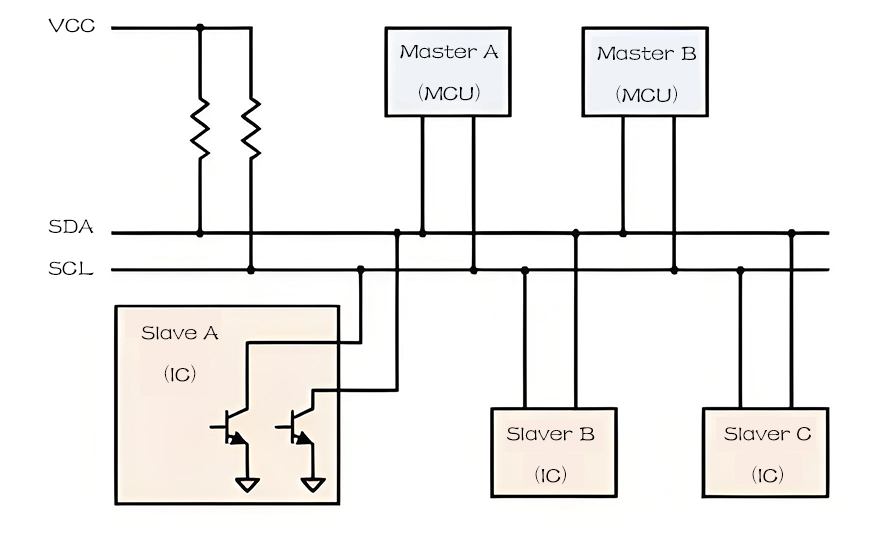 VCC
Master A
(MCU)
Master B
(MCU)
SDA
SCL
Slave A
(IC)
Slaver B
(IC)
Slaver C
(IC)